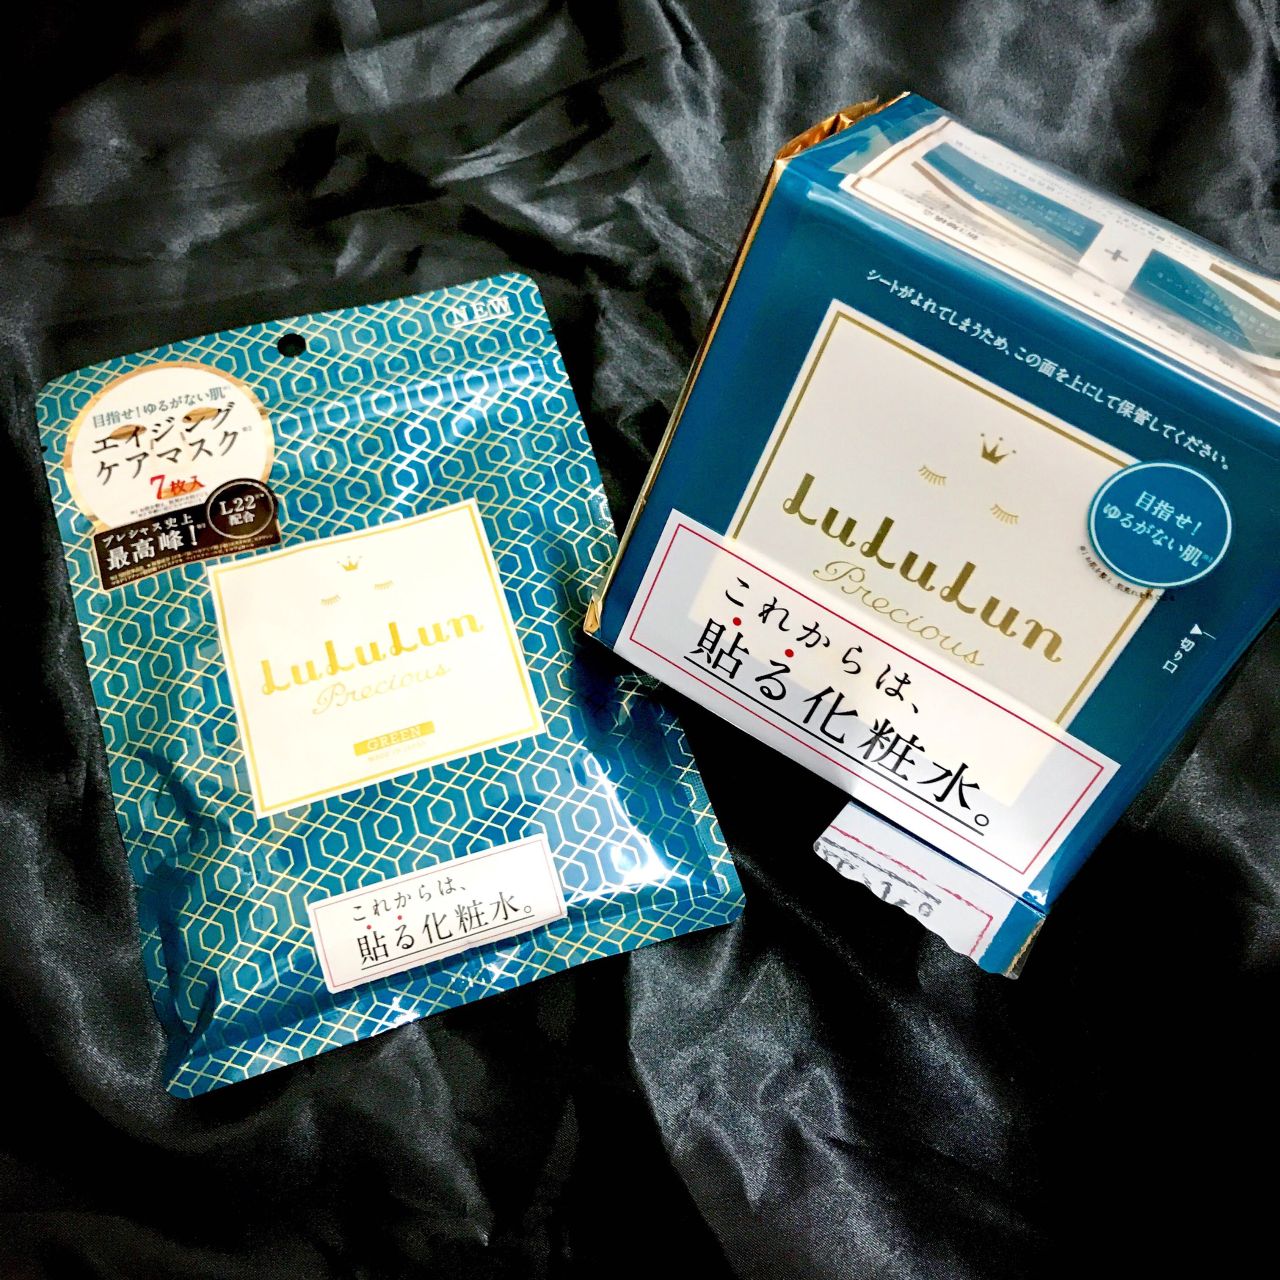 NEW
目指せ!ゆるがない肌
エイジング
ケアマスク
7枚入
プレシャス史上
最高峰!
L22
配合
LuLuLun
Precious
GREEN
MADE IN JAPAN
これからは、
貼る化粧水。
シートがよれてしまうため、この面を上にして保管してください。
LuLuLun
Precious
目指せ!
ゆるがない肌
切り口
これからは、
貼る化粧水。